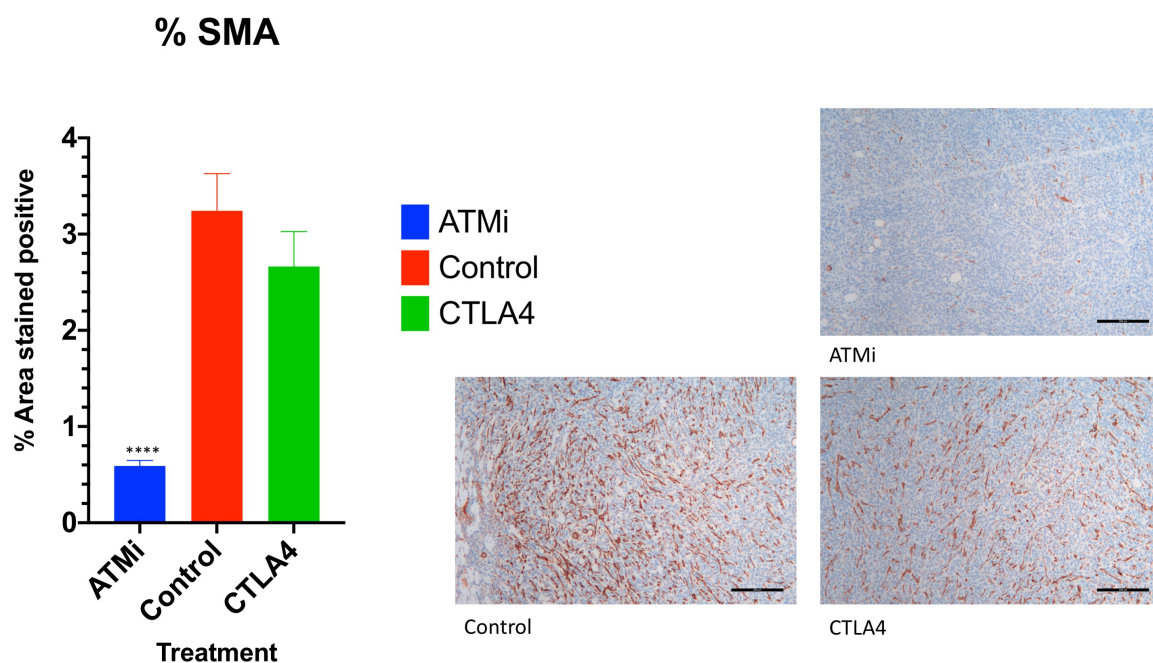 % SMA
% Area stained positive
4
3
2
1
0
****
ATMi
Control
CTLA4
Treatment
ATMi
Control
CTLA4
ATMi
Control
CTLA4